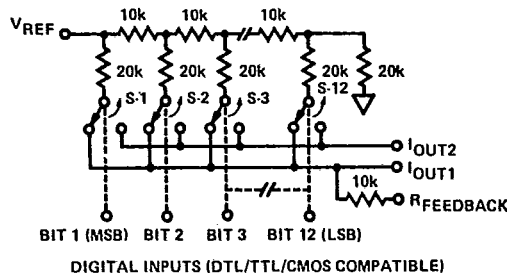 10k 10k 10k
VREF
20k 20k 20k 20k 20k
S-1 S-2 S-3 S-12
IOUT2
IOUT1
10k
RFEEDBACK
BIT 1 (MSB) BIT 2 BIT 3 BIT 12 (LSB)
DIGITAL INPUTS (DTL/TTL/CMOS COMPATIBLE)